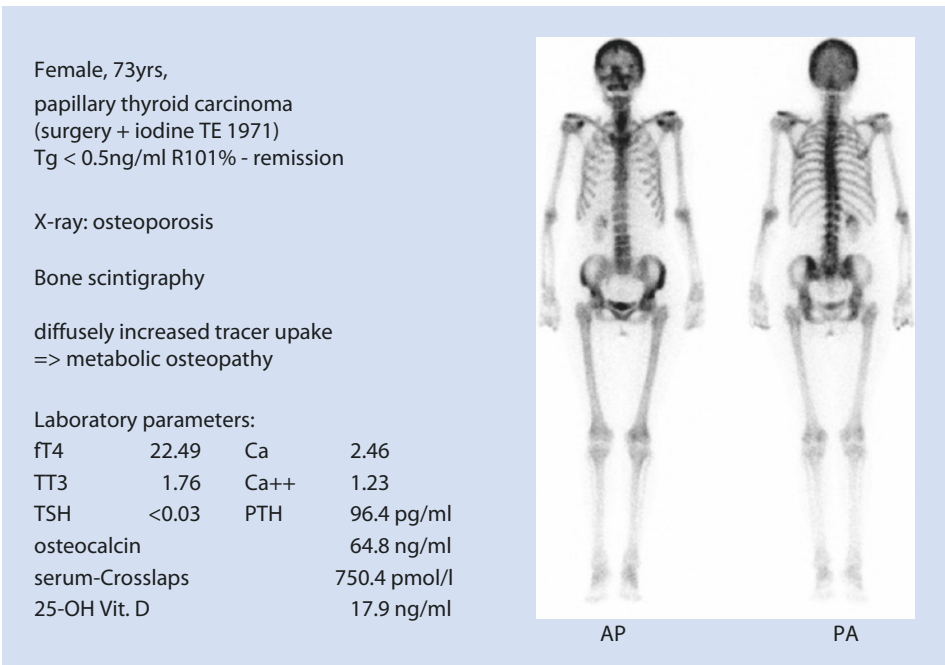 Female, 73yrs,
papillary thyroid carcinoma
(surgery + iodine TE 1971)
Tg < 0.5ng/ml R101% - remission
X-ray: osteoporosis
Bone scintigraphy
diffusely increased tracer upake
=> metabolic osteopathy
Laboratory parameters:
fT4 22.49 Ca 2.46
TT3 1.76 Ca++ 1.23
TSH <0.03 PTH 96.4 pg/ml
osteocalcin 64.8 ng/ml
serum-Crosslaps 750.4 pmol/l
25-OH Vit. D 17.9 ng/ml
AP PA